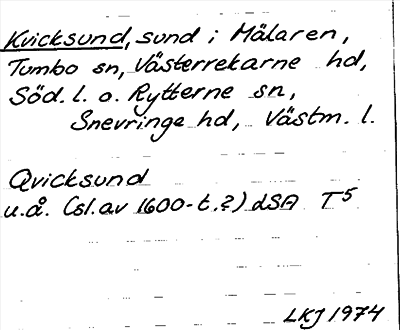 Kvicksund, sund i Mälaren,
Tumbo sn, Västerrekarne hd,
Söd. l. o. Rytterne sn,
Snevringe hd, Västm. l.
Qvicksund
u.å. (sl.av 1600-t.?) dSA T5
LKJ 1974